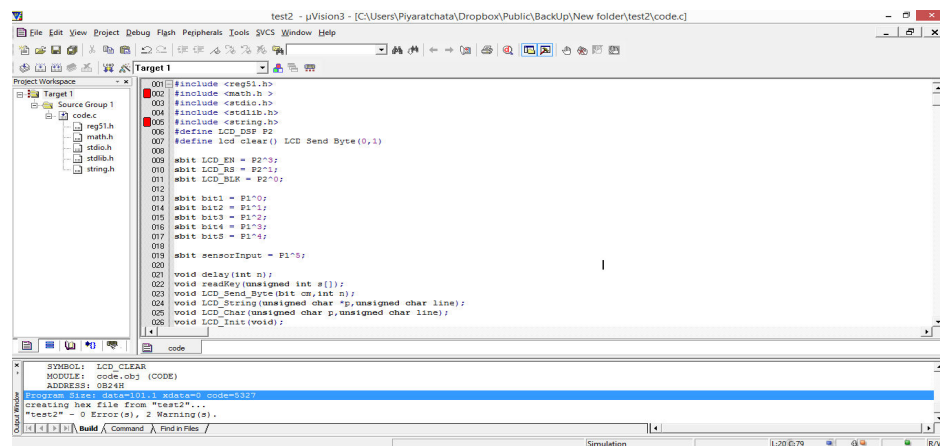 test2 - µVision3 - [C:\Users\Piyaratchata\Dropbox\Public\BackUp\New folder\test2\code.c]
File Edit View Project Debug Flash Peripherals Tools SVCS Window Help
Target 1
Project Workspace
Target 1
Source Group 1
code.c
reg51.h
math.h
stdio.h
stdlib.h
string.h
001 #include <reg51.h>
002 #include <math.h >
003 #include <stdio.h>
004 #include <stdlib.h>
005 #include <string.h>
006 #define LCD_DSP P2
007 #define lcd clear() LCD Send Byte(0,1)
008
009 sbit LCD_EN = P2^3;
010 sbit LCD_RS = P2^1;
011 sbit LCD_BLK = P2^0;
012
013 sbit bit1 = P1^0;
014 sbit bit2 = P1^1;
015 sbit bit3 = P1^2;
016 sbit bit4 = P1^3;
017 sbit bitS = P1^4;
018
019 sbit sensorInput = P1^5;
020
021 void delay(int n);
022 void readKey(unsigned int s[]);
023 void LCD_Send_Byte(bit cm,int n);
024 void LCD_String(unsigned char *p,unsigned char line);
025 void LCD_Char(unsigned char p,unsigned char line);
026 void LCD_Init(void);
code
SYMBOL: LCD_CLEAR
MODULE: code.obj (CODE)
ADDRESS: 0B24H
Program Size: data=101.1 xdata=0 code=5327
creating hex file from "test2"...
"test2" - 0 Error(s), 2 Warning(s).
Output Window
Build Command Find in Files
Simulation L:20 C:79 R/W